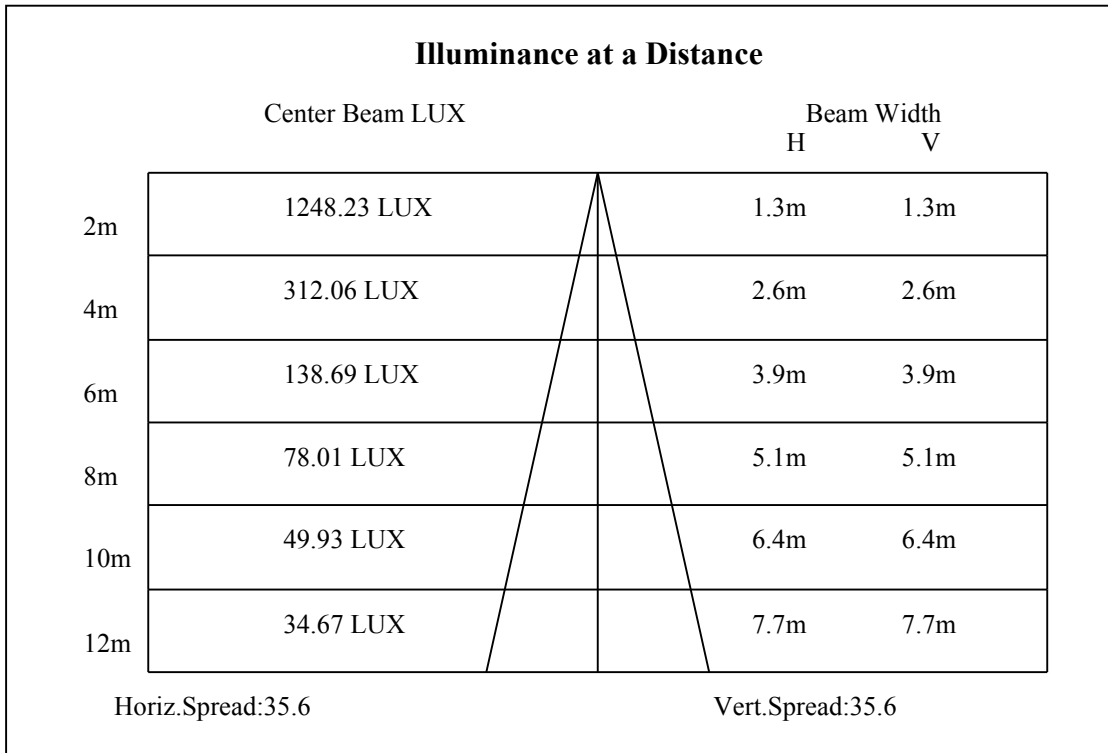 Illuminance at a Distance
Center Beam LUX Beam Width
H V
2m 1248.23 LUX 1.3m 1.3m
4m 312.06 LUX 2.6m 2.6m
6m 138.69 LUX 3.9m 3.9m
8m 78.01 LUX 5.1m 5.1m
10m 49.93 LUX 6.4m 6.4m
12m 34.67 LUX 7.7m 7.7m
Horiz.Spread:35.6 Vert.Spread:35.6